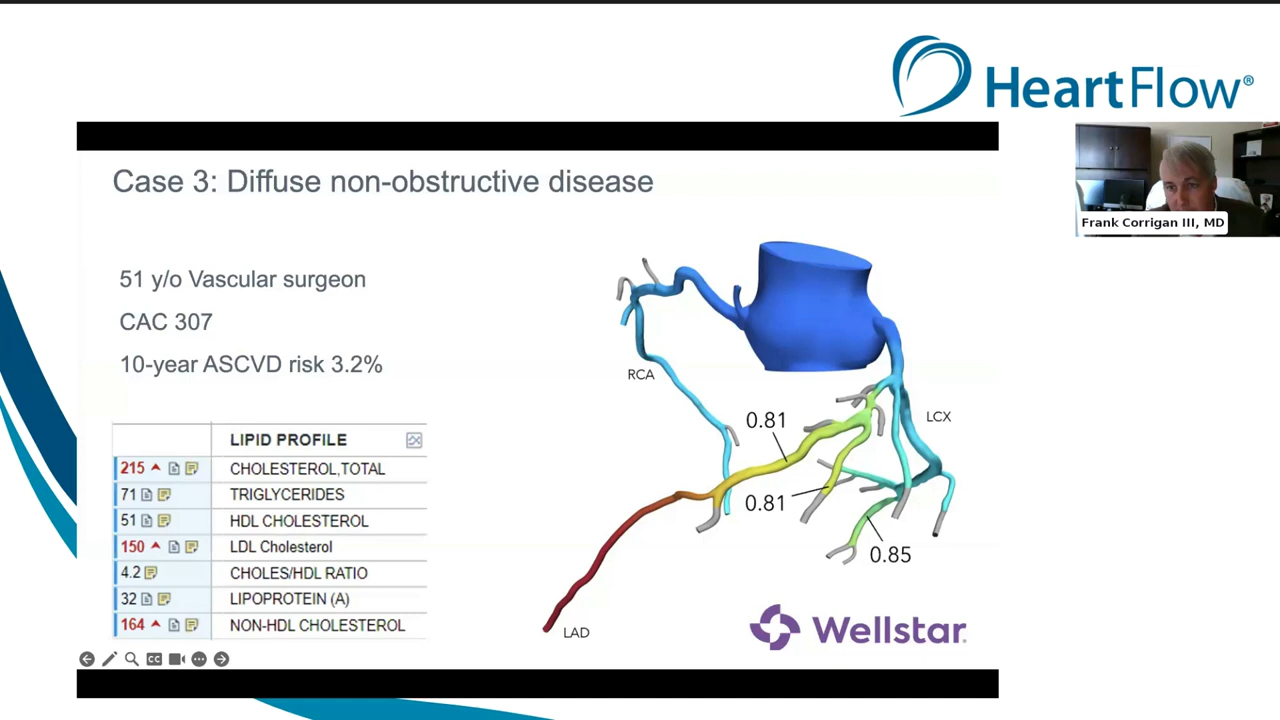 HeartFlow®
Case 3: Diffuse non-obstructive disease
Frank Corrigan III, MD
51 y/o Vascular surgeon
CAC 307
10-year ASCVD risk 3.2%
RCA
LCX
0.81
0.81
0.85
LAD
LIPID PROFILE
215 CHOLESTEROL,TOTAL
71 TRIGLYCERIDES
51 HDL CHOLESTEROL
150 LDL Cholesterol
4.2 CHOLES/HDL RATIO
32 LIPOPROTEIN (A)
164 NON-HDL CHOLESTEROL
Wellstar
CC